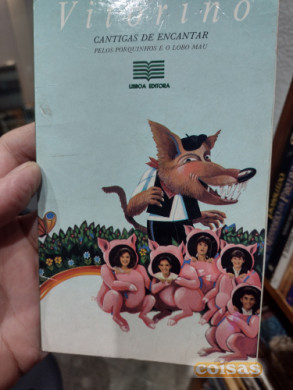 Vitorino
CANTIGAS DE ENCANTAR
PELOS PORQUINHOS E O LOBO MAU
LISBOA EDITORA
coisas